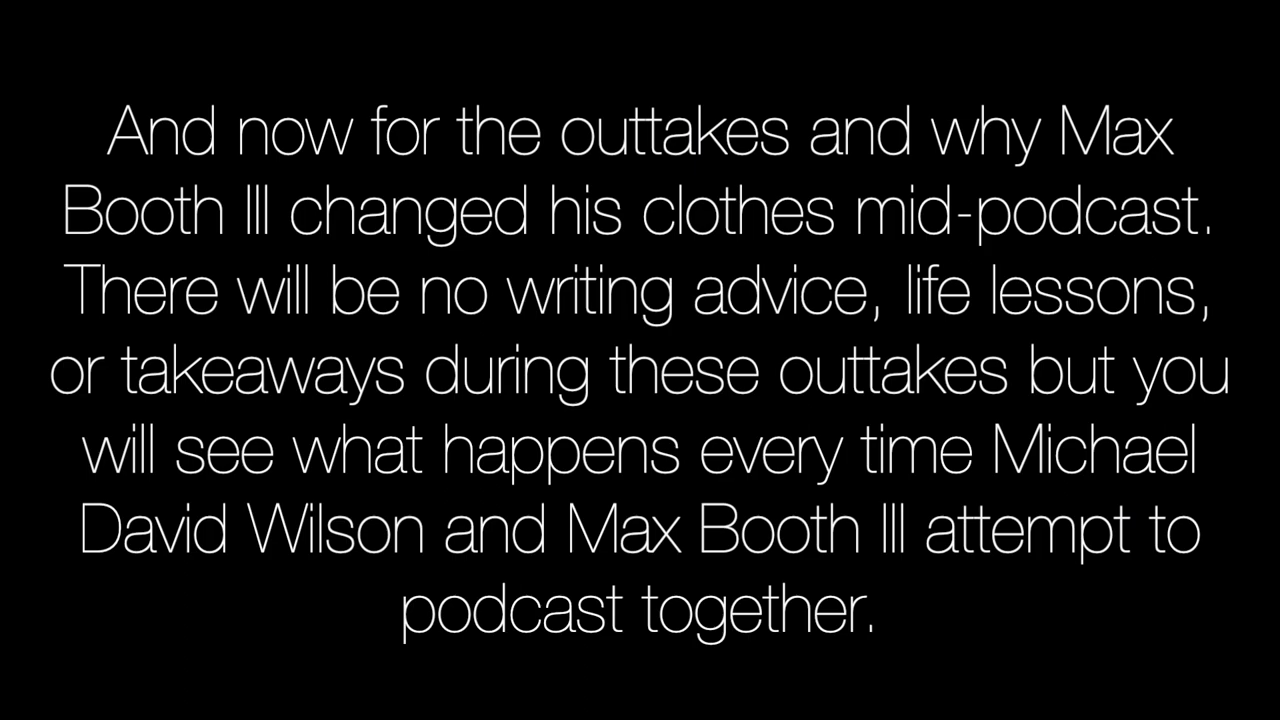 And now for the outtakes and why Max
Booth III changed his clothes mid-podcast.
There will be no writing advice, life lessons,
or takeaways during these outtakes but you
will see what happens every time Michael
David Wilson and Max Booth III attempt to
podcast together.